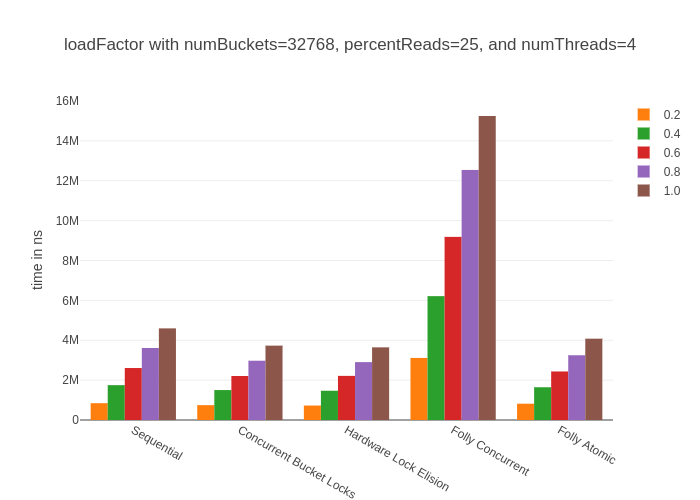 loadFactor with numBuckets=32768, percentReads=25, and numThreads=4
16M
14M
12M
10M
8M
6M
4M
2M
0
time in ns
Sequential
Concurrent Bucket Locks
Hardware Lock Elision
Folly Concurrent
Folly Atomic
0.2
0.4
0.6
0.8
1.0